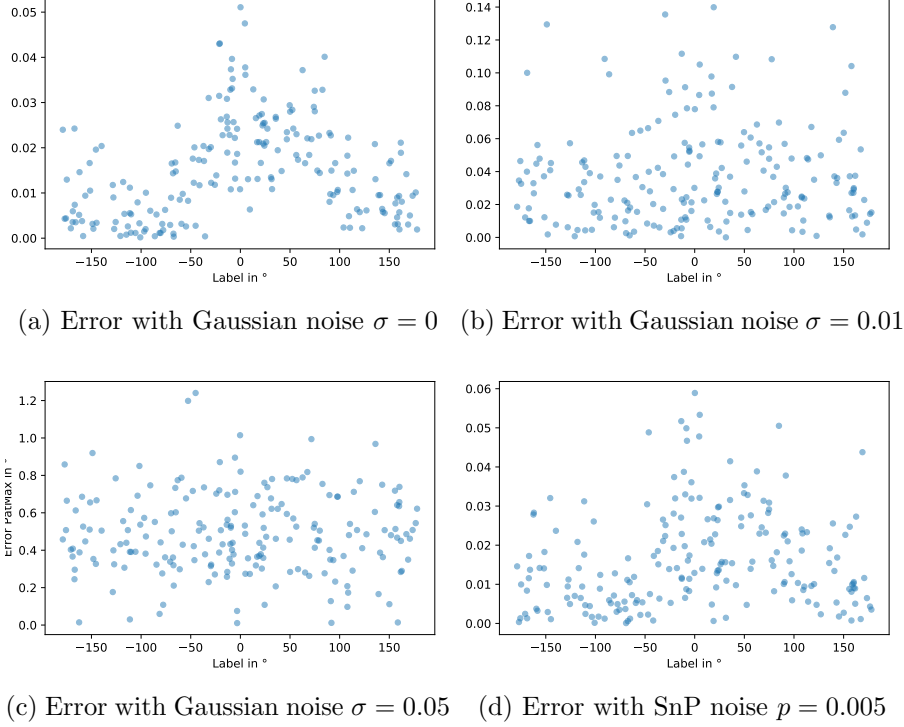 0.05
0.04
0.03
0.02
0.01
0.00
−150 −100 −50 0 50 100 150
Label in °
0.14
0.12
0.10
0.08
0.06
0.04
0.02
0.00
−150 −100 −50 0 50 100 150
Label in °
(a) Error with Gaussian noise σ = 0
(b) Error with Gaussian noise σ = 0.01
Error PatMax in °
1.2
1.0
0.8
0.6
0.4
0.2
0.0
−150 −100 −50 0 50 100 150
Label in °
0.06
0.05
0.04
0.03
0.02
0.01
0.00
−150 −100 −50 0 50 100 150
Label in °
(c) Error with Gaussian noise σ = 0.05
(d) Error with SnP noise p = 0.005